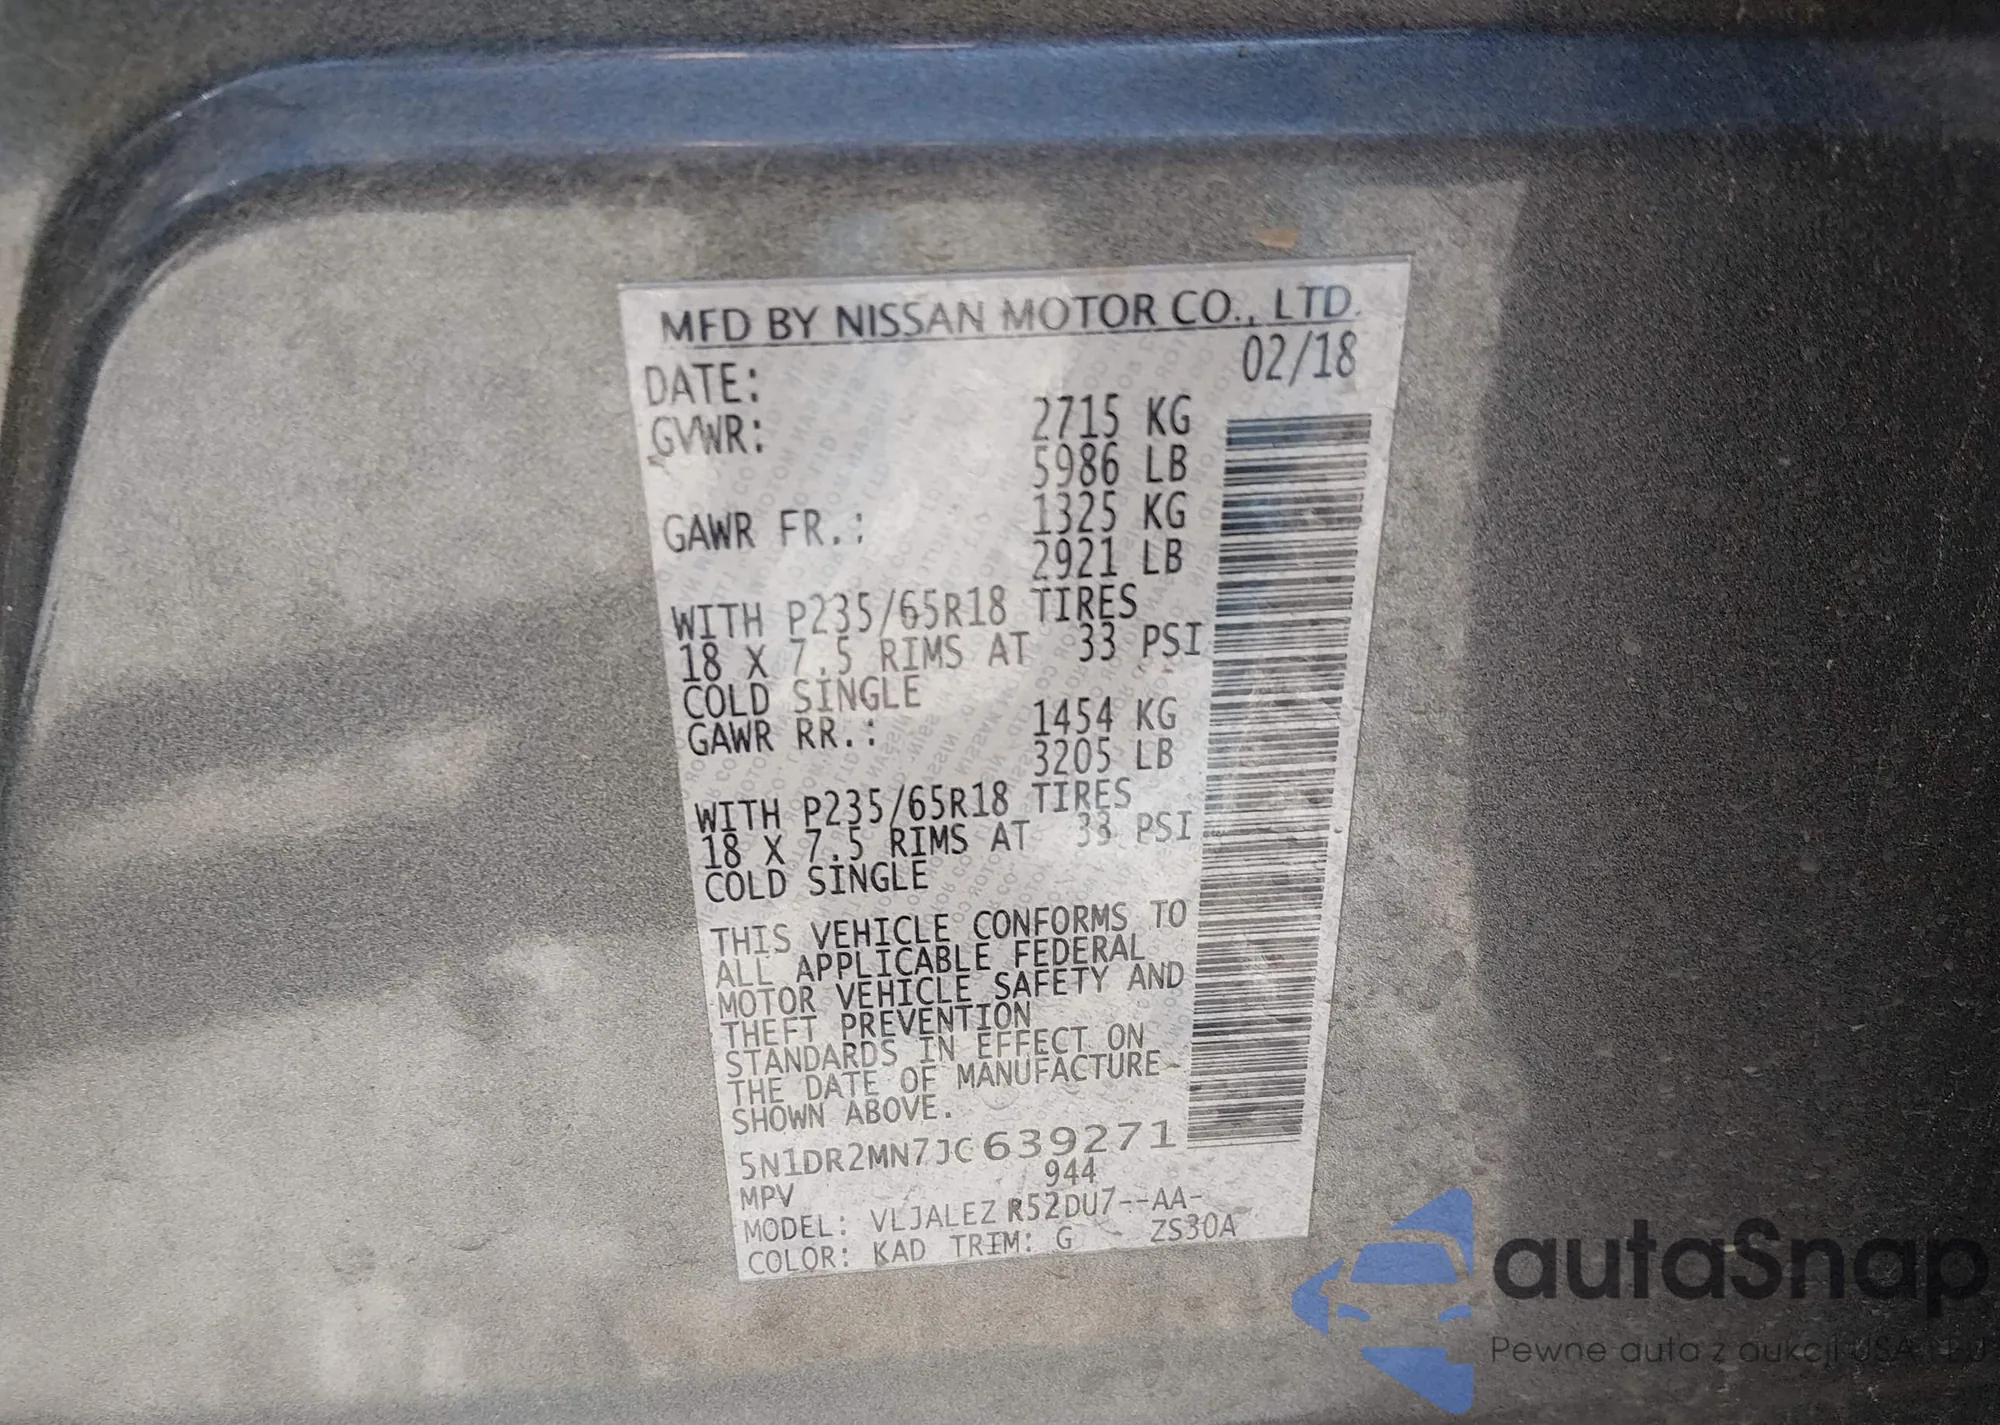 MFD BY NISSAN MOTOR CO., LTD.
DATE: 02/18
GVWR: 2715 KG
5986 LB
GAWR FR.: 1325 KG
2921 LB
WITH P235/65R18 TIRES
18 X 7.5 RIMS AT 33 PSI
COLD SINGLE
GAWR RR.: 1454 KG
3205 LB
WITH P235/65R18 TIRES
18 X 7.5 RIMS AT 33 PSI
COLD SINGLE
THIS VEHICLE CONFORMS TO
ALL APPLICABLE FEDERAL
MOTOR VEHICLE SAFETY AND
THEFT PREVENTION
STANDARDS IN EFFECT ON
THE DATE OF MANUFACTURE
SHOWN ABOVE.
5N1DR2MN7JC639271
944
MPV
MODEL: VLJALEZ R52DU7--AA-
COLOR: KAD TRIM: G ZS30A
autaSnap
Pewne auta z aukcji USA i EU